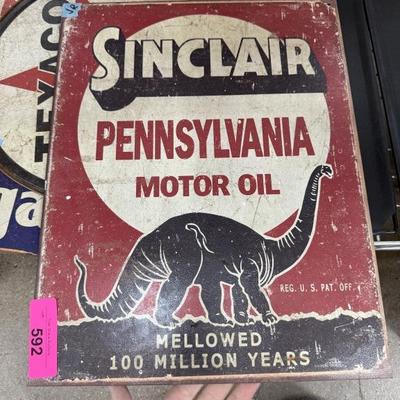 SINCLAIR
PENNSYLVANIA
MOTOR OIL
REG. U. S. PAT. OFF.
MELLOWED
100 MILLION YEARS
592
TEXACO